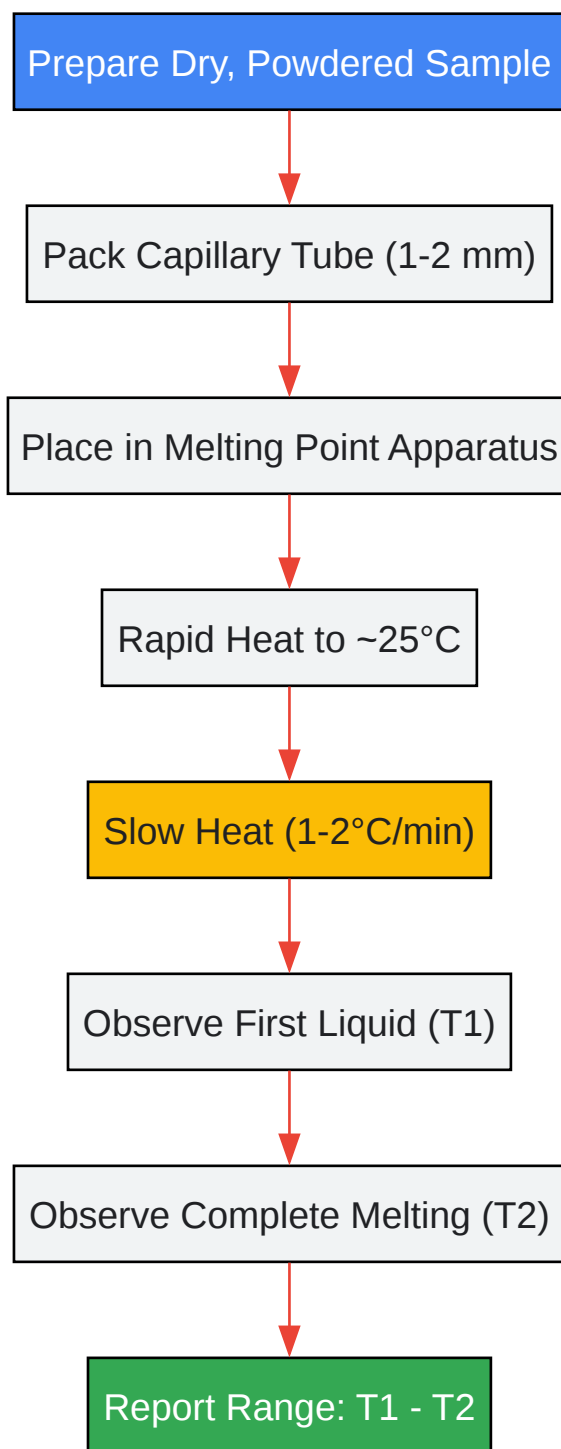 Prepare Dry, Powdered Sample
Pack Capillary Tube (1-2 mm)
Place in Melting Point Apparatus
Rapid Heat to ~25°C
Slow Heat (1-2°C/min)
Observe First Liquid (T1)
Observe Complete Melting (T2)
Report Range: T1 - T2